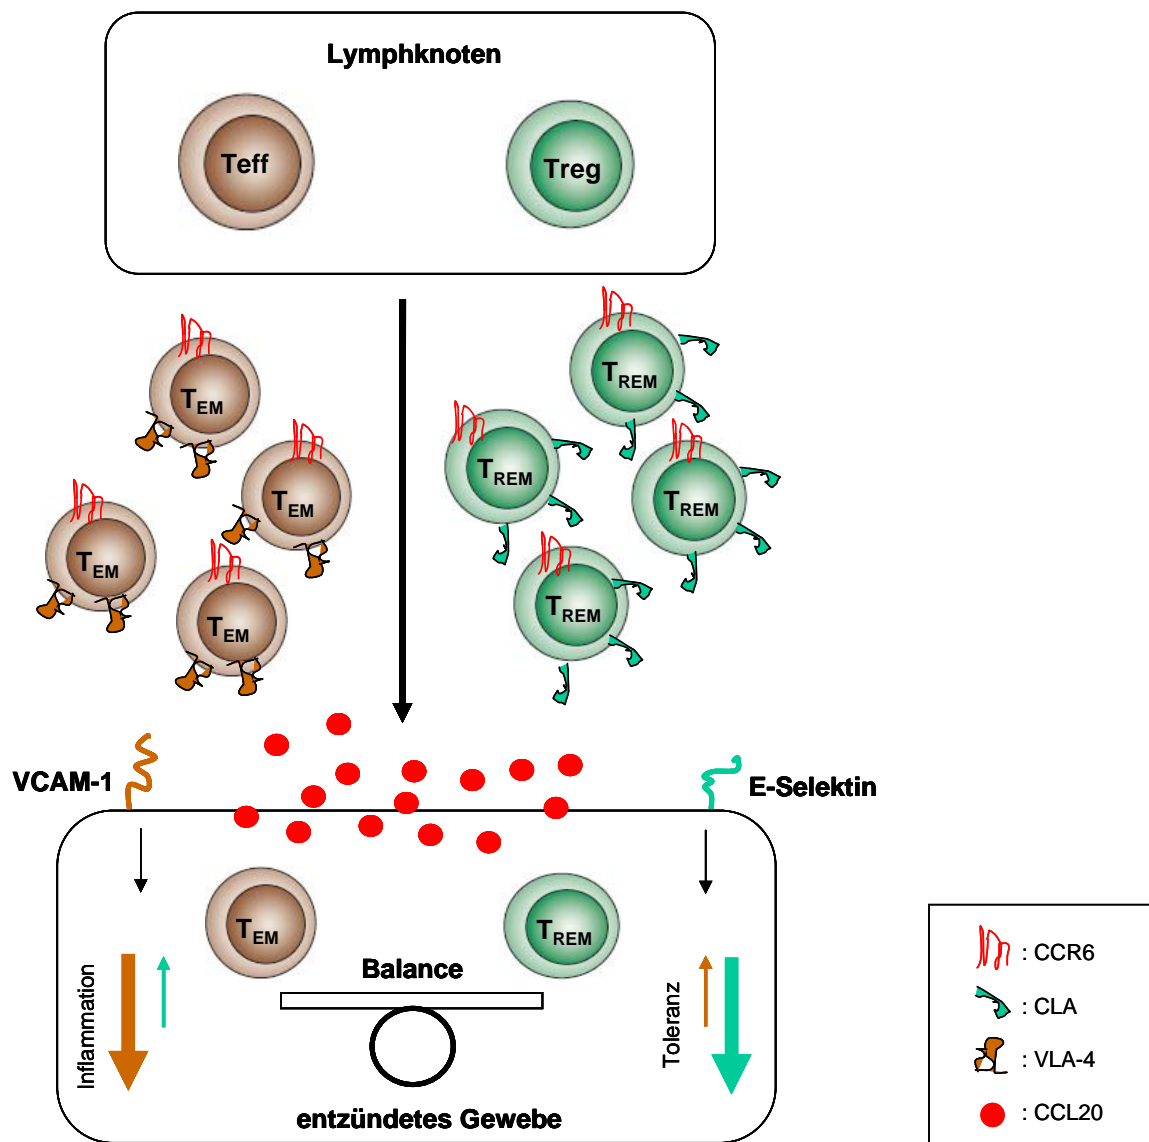 Lymphknoten
Teff
Treg
TEM
TEM
TEM
TEM
TREM
TREM
TREM
TREM
VCAM-1
E-Selektin
TEM
TREM
Inflammation
Balance
Toleranz
entzündetes Gewebe
: CCR6
: CLA
: VLA-4
: CCL20